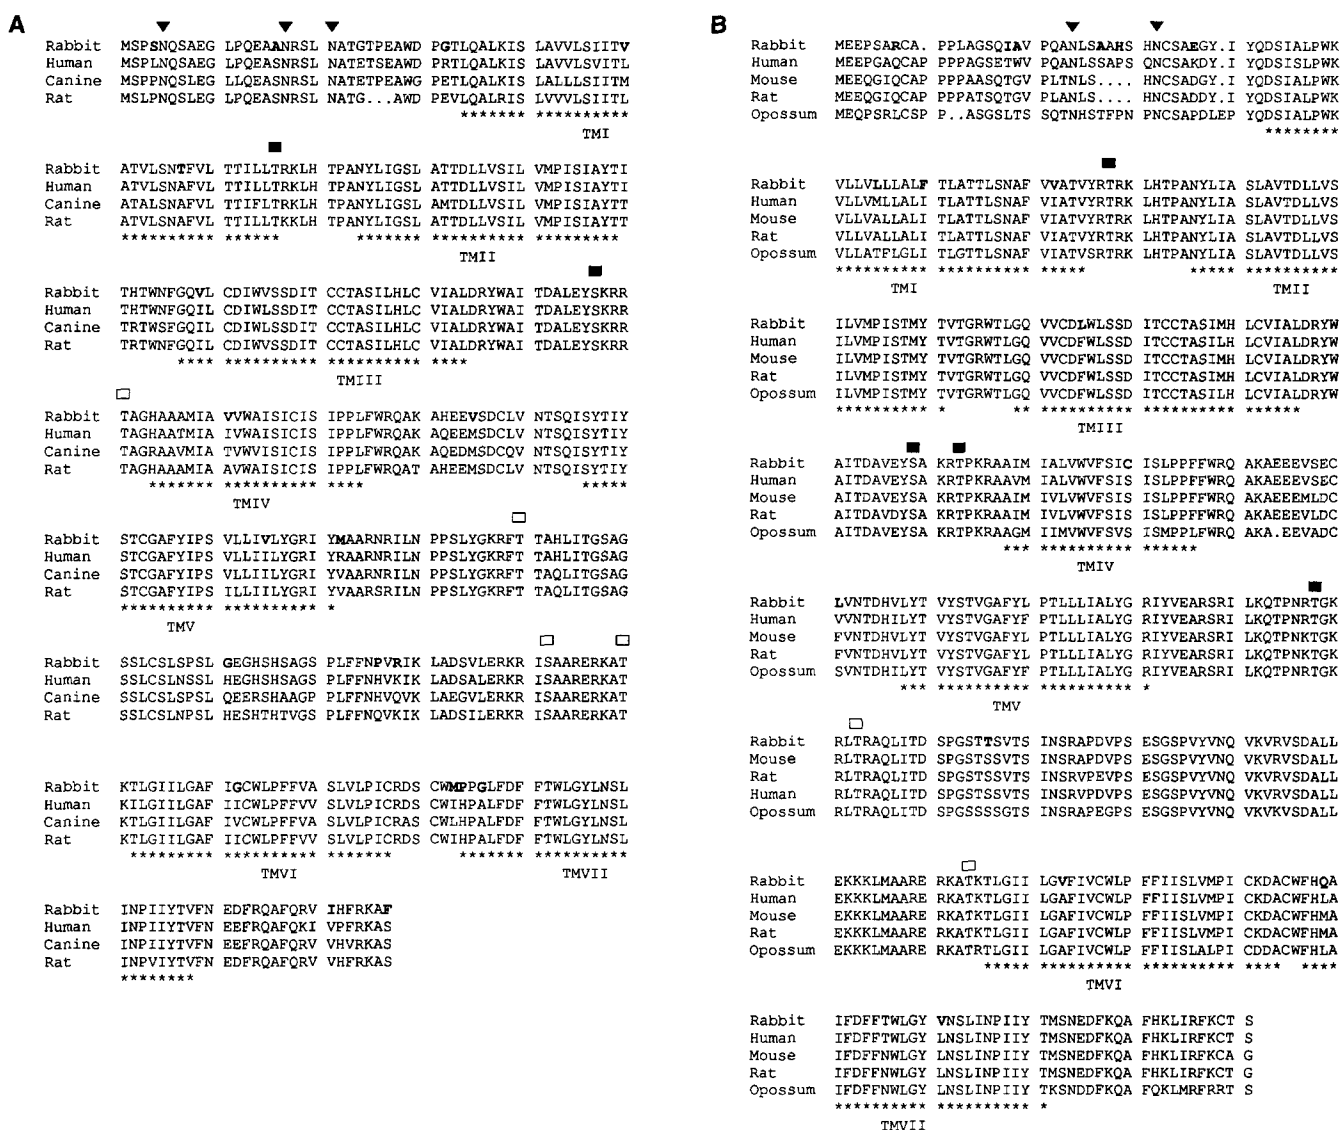 A
Rabbit MSPSNQSAEG LPQEAANRSL NATGTPEAWD PGTLQALKIS LAVVLSIITV
Human MSPLNQSAEG LPQEASNRSL NATETSEAWD PRTLQALKIS LAVVLSVITL
Canine MSPPNQSLEG LLQEASNRSL NATETPEAWG PETLQALKIS LALLLSIITM
Rat MSLPNQSLEG LPQEASNRSL NATG...AWD PEVLQALRIS LVVVLSIITL
****** **********
TMI
Rabbit ATVLSNTFVL TTILLTRKLH TPANYLIGSL ATTDLLVSIL VMPISIAYTI
Human ATVLSNAFVL TTILLTRKLH TPANYLIGSL ATTDLLVSIL VMPISIAYTI
Canine ATALSNAFVL TTIFLTRKLH TPANYLIGSL AMTDLLVSIL VMPISIAYTT
Rat ATVLSNAFVL TTILLTKKLH TPANYLIGSL ATTDLLVSIL VMPISIAYTT
********** ****** ******* ********** *********
TMII
Rabbit THTWNFGQVL CDIWVSSDIT CCTASILHLC VIALDRYWAI TDALEYSKRR
Human THTWNFGQIL CDIWLSSDIT CCTASILHLC VIALDRYWAI TDALEYSKRR
Canine TRTWSFGQIL CDIWLSSDIT CCTASILHLC VIALDRYWAI TDALEYSKRR
Rat TRTWNFGQIL CDIWLSSDIT CCTASILHLC VIALDRYWAI TDALEYSKRR
**** ********** ********** ****
TMIII
Rabbit TAGHAAAMIA VVWAISICIS IPPLFWRQAK AHEEVSDCLV NTSQISYTIY
Human TAGHAATMIA IVWAISICIS IPPLFWRQAK AQEEMSDCLV NTSQISYTIY
Canine TAGRAAVMIA TVWVISICIS IPPLFWRQAK AQEDMSDCQV NTSQISYTIY
Rat TAGHAAAMIA AVWAISICIS IPPLFWRQAT AHEEMSDCLV NTSQISYTIY
******* ********** **** *****
TMIV
Rabbit STCGAFYIPS VLLIVLYGRI YMAARNRILN PPSLYGKRFT TAHLITGSAG
Human STCGAFYIPS VLLIILYGRI YRAARNRILN PPSLYGKRFT TAHLITGSAG
Canine STCGAFYIPS VLLIILYGRI YVAARNRILN PPSLYGKRFT TAQLITGSAG
Rat STCGAFYIPS ILLIILYGRI YVAARSRILN PPSLYGKRFT TAQLITGSAG
********** ********** *
TMV
Rabbit SSLCSLSPSL GEGHSHSAGS PLFFNPVRIK LADSVLERKR ISAARERKAT
Human SSLCSLNSSL HEGHSHSAGS PLFFNHVKIK LADSALERKR ISAARERKAT
Canine SSLCSLSPSL QEERSHAAGP PLFFNHVQVK LAEGVLERKR ISAARERKAT
Rat SSLCSLNPSL HESHTHTVGS PLFFNQVKIK LADSILERKR ISAARERKAT
Rabbit KTLGIILGAF IGCWLPFFVA SLVLPICRDS CWMPPGLFDF FTWLGYLNSL
Human KILGIILGAF IICWLPFFVV SLVLPICRDS CWIHPALFDF FTWLGYLNSL
Canine KTLGIILGAF IVCWLPFFVV SLVLPICRAS CWLHPALFDF FTWLGYLNSL
Rat KTLGIILGAF IICWLPFFVV SLVLPICRDS CWIHPALFDF FTWLGYLNSL
********* ********** ******* ******* **********
TMVI TMVII
Rabbit INPIIYTVFN EDFRQAFQRV IHFRKAF
Human INPIIYTVFN EEFRQAFQKI VPFRKAS
Canine INPIIYTVFN EEFRQAFQRV VHVRKAS
Rat INPVIYTVFN EDFRQAFQRV VHFRKAS
********
B
Rabbit MEEPSARCA. PPLAGSQIAV PQANLSAAHS HNCSAEGY.I YQDSIALPWK
Human MEEPGAQCAP PPPAGSETWV PQANLSSAPS QNCSAKDY.I YQDSIALPWK
Mouse MEEQGIQCAP PPPAASQTGV PLTNLS.... HNCSADGY.I YQDSIALPWK
Rat MEEQGIQCAP PPPATSQTGV PLANLS.... HNCSADDY.I YQDSIALPWK
Opossum MEQPSRLCSP P..ASGSLTS SQTNHSTFPN PNCSAPDLEP YQDSIALPWK
********
Rabbit VLLVLLLALF TLATTLSNAF VVATVYRTRK LHTPANYLIA SLAVTDLLVS
Human VLLVMLLALI TLATTLSNAF VIATVYRTRK LHTPANYLIA SLAVTDLLVS
Mouse VLLVALLALI TLATTLSNAF VIATVYRTRK LHTPANYLIA SLAVTDLLVS
Rat VLLVALLALI TLATTLSNAF VIATVYRTRK LHTPANYLIA SLAVTDLLVS
Opossum VLLATFLGLI TLGTTLSNAF VIATVSRTRK LHTPANYLIA SLAVTDLLVS
********** ********** ***** ***** **********
TMI TMII
Rabbit ILVMPISTMY TVTGRWTLGQ VVCDLWLSSD ITCCTASIMH LCVIALDRYW
Human ILVMPISTMY TVTGRWTLGQ VVCDFWLSSD ITCCTASIMH LCVIALDRYW
Mouse ILVMPISTMY TVTGRWTLGQ VVCDFWLSSD ITCCTASIMH LCVIALDRYW
Rat ILVMPISTMY TVTGRWTLGQ VVCDFWLSSD ITCCTASIMH LCVIALDRYW
Opossum ILVMPISTMY TVTGRWTLGQ VVCDIWLSSD ITCCTASILH LCVIALDRYW
********** * ** ********** ********** ******
TMIII
Rabbit AITDAVEYSA KRTPKRAAIM IALVWVFSIC ISLPPFFWRQ AKAEEEVSEC
Human AITDAVEYSA KRTPKRAAVM IALVWVFSIC ISLPPFFWRQ AKAEEEVSEC
Mouse AITDAVEYSA KRTPKRAAIM IVLVWVFSIC ISLPPFFWRQ AKAEEEMLDC
Rat AITDAVDYSA KRTPKRAAIM IVLVWVFSIC ISLPPFFWRQ AKAEEEVLDC
Opossum AITDAVEYSA KRTPKRAAGM IIMVWVFSVS ISMPPLFWRQ AKA.EEVADC
*** ********** ******
TMIV
Rabbit LVNTDHVLYT VYSTVGAFYL PTLLLIALYG RIYVEARSRI LKQTPNRTGK
Human VVNTDHILYT VYSTVGAFYF PTLLLIALYG RIYVEARSRI LKQTPNRTGK
Mouse FVNTDHVLYT VYSTVGAFYL PTLLLIALYG RIYVEARSRI LKQTPNKTGK
Rat FVNTDHVLYT VYSTVGAFYL PTLLLIALYG RIYVEARSRI LKQTPNKTGK
Opossum SVNTDHILYT VYSTVGAFYF PTLLLIALYG RIYVEARSRI LKQTPNRTGK
*** ********** ********** *
TMV
Rabbit RLTRAQLITD SPGSTTSVTS INSRAPDVPS ESGSPVYVNQ VKVRVSDALL
Mouse RLTRAQLITD SPGSTSSVTS INSRAPDVPS ESGSPVYVNQ VKVRVSDALL
Rat RLTRAQLITD SPGSTSSVTS INSRVPEVPS ESGSPVYVNQ VKVRVSDALL
Human RLTRAQLITD SPGSTSSVTS INSRVPDVPS ESGSPVYVNQ VKVRVSDALL
Opossum RLTRAQLITD SPGSSSSGTS INSRAPEGPS ESGSPVYVNQ VKVKVSDALL
Rabbit EKKKLMAARE RKATKTLGII LGVFIVCWLP FFIISLVMPI CKDACWFHQA
Human EKKKLMAARE RKATKTLGII LGAFIVCWLP FFIISLVMPI CKDACWFHLA
Mouse EKKKLMAARE RKATKTLGII LGAFIVCWLP FFIISLVMPI CKDACWFHMA
Rat EKKKLMAARE RKATKTLGII LGAFIVCWLP FFIISLVMPI CKDACWFHMA
Opossum EKKKLMAARE RKATRTLGII LGAFIVCWLP FFIISLALPI CDDACWFHLA
****** ********** ********** ***** ****
TMVI
Rabbit IFDFFTWLGY VNSLINPIIY TMSNEDFKQA FHKLIRFKCT S
Human IFDFFTWLGY LNSLINPIIY TMSNEDFKQA FHKLIRFKCT S
Mouse IFDFFNWLGY LNSLINPIIY TMSNEDFKQA FHKLIRFKCA G
Rat IFDFFNWLGY LNSLINPIIY TMSNEDFKQA FHKLIRFKCT G
Opossum IFDFFNWLGY LNSLINPIIY TKSNDDFKQA FQKLMRFRRT S
********** ********** *
TMVII